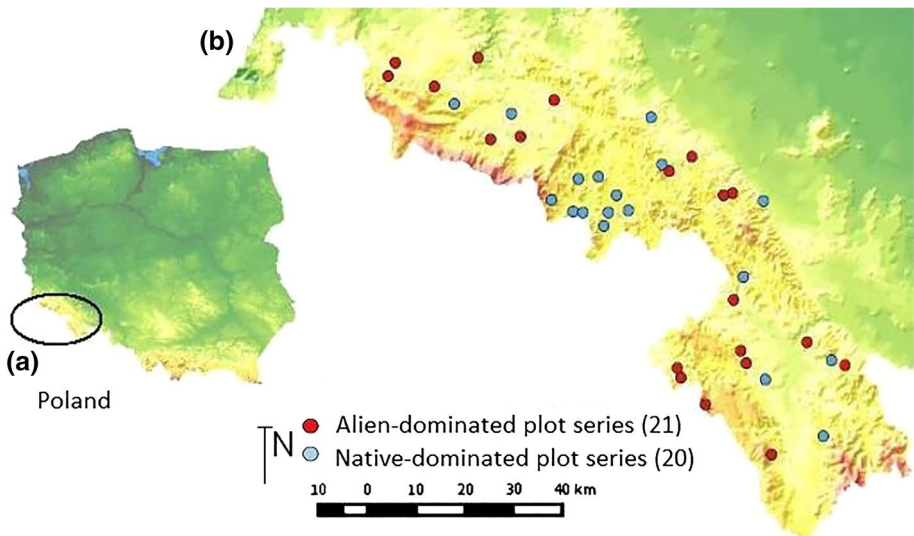 (b)
(a)
Poland
N
Alien-dominated plot series (21)
Native-dominated plot series (20)
10 0 10 20 30 40 km